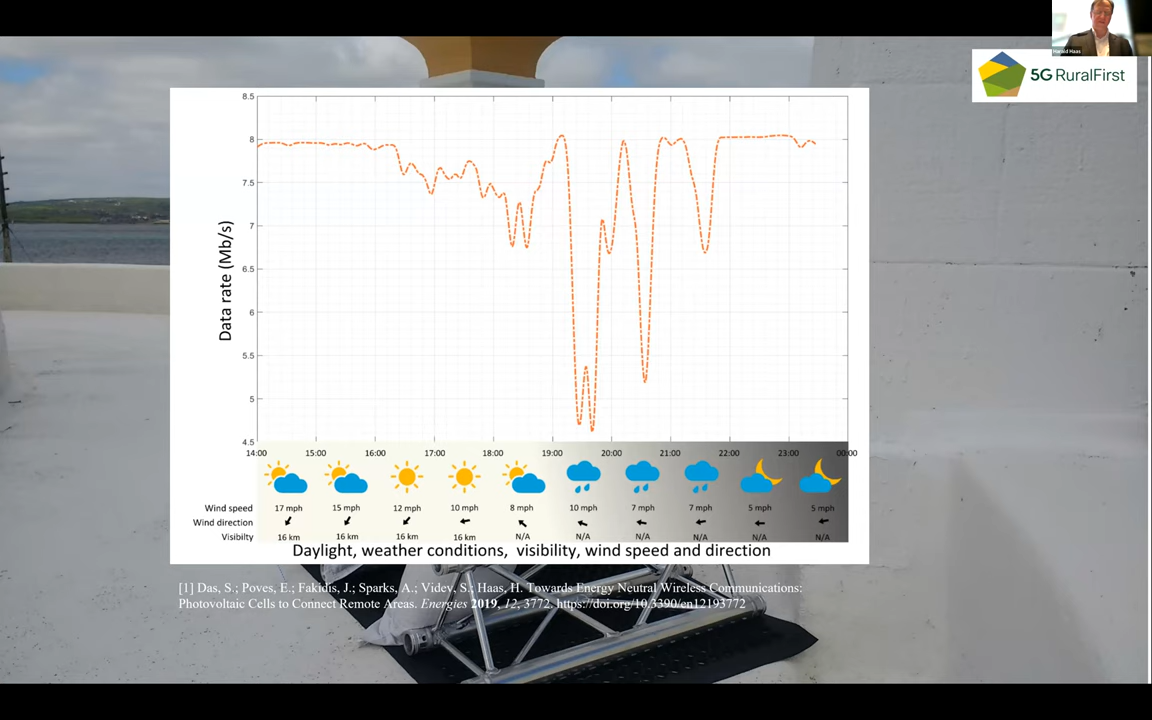 Harald Haas
5G RuralFirst
8.5
8
7.5
7
6.5
6
5.5
5
4.5
Data rate (Mb/s)
14:00 15:00 16:00 17:00 18:00 19:00 20:00 21:00 22:00 23:00 00:00
Wind speed 17 mph 15 mph 12 mph 10 mph 8 mph 10 mph 7 mph 7 mph 5 mph 5 mph
Wind direction
Visibilty 16 km 16 km 16 km 16 km N/A N/A N/A N/A N/A N/A
Daylight, weather conditions, visibility, wind speed and direction
[1] Das, S.; Poves, E.; Fakidis, J.; Sparks, A.; Videv, S.; Haas, H. Towards Energy Neutral Wireless Communications:
Photovoltaic Cells to Connect Remote Areas. Energies 2019, 12, 3772, https://doi.org/10.3390/en12193772